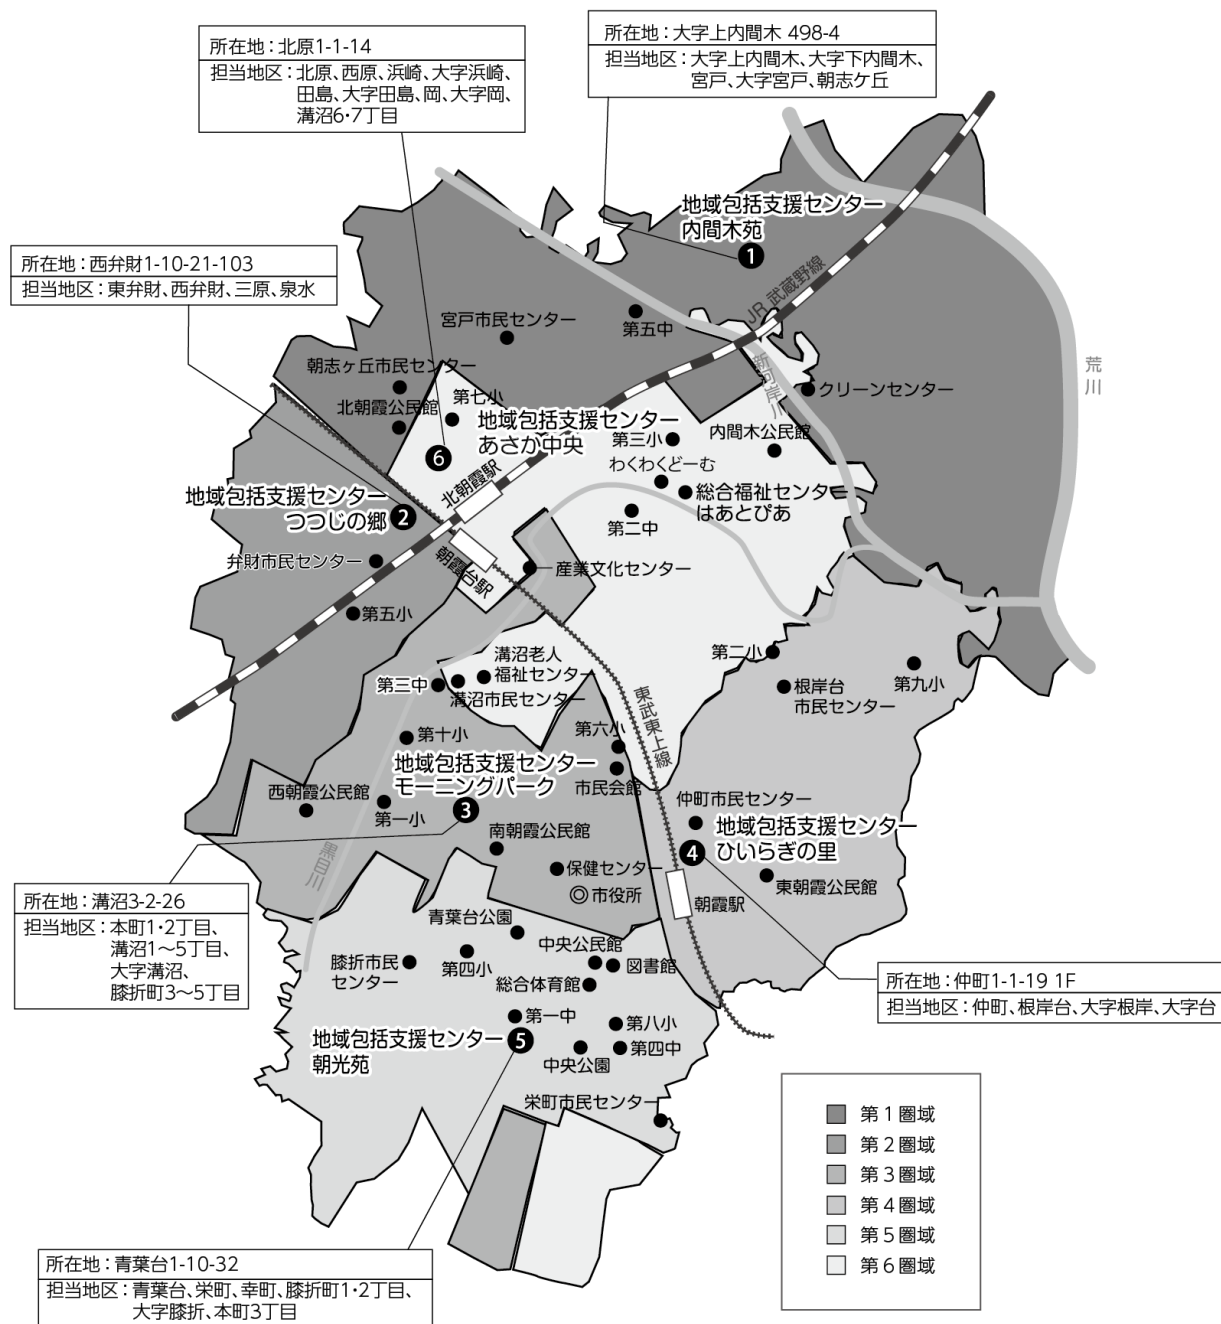 所在地：北原1-1-14
担当地区：北原、西原、浜崎、大字浜崎、
田島、大字田島、岡、大字岡、
溝沼6・7丁目
所在地：大字上内間木 498-4
担当地区：大字上内間木、大字下内間木、
宮戸、大字宮戸、朝志ケ丘
地域包括支援センター
内間木苑
1
所在地：西弁財1-10-21-103
担当地区：東弁財、西弁財、三原、泉水
JR 武蔵野線
宮戸市民センター
第五中
朝志ヶ丘市民センター
北朝霞公民館
第七小
新河岸川
クリーンセンター
荒川
地域包括支援センター
あさか中央
6
第三小
内間木公民館
わくわくどーむ
総合福祉センター
はあとぴあ
第二中
北朝霞駅
地域包括支援センター
つつじの郷
2
弁財市民センター
朝霞台駅
産業文化センター
第五小
溝沼老人
福祉センター
第三中
溝沼市民センター
第二小
根岸台
市民センター
第九小
東武東上線
第十小
第六小
地域包括支援センター
モーニングパーク
3
市民会館
西朝霞公民館
第一小
仲町市民センター
地域包括支援センター
ひいらぎの里
4
黒目川
南朝霞公民館
保健センター
東朝霞公民館
市役所
朝霞駅
所在地：溝沼3-2-26
担当地区：本町1・2丁目、
溝沼1～5丁目、
大字溝沼、
膝折町3～5丁目
青葉台公園
中央公民館
図書館
膝折市民
センター
第四小
総合体育館
所在地：仲町1-1-19 1F
担当地区：仲町、根岸台、大字根岸、大字台
第一中
第八小
地域包括支援センター
朝光苑
5
中央公園
第四中
栄町市民センター
第１圏域
第２圏域
第３圏域
第４圏域
第５圏域
第６圏域
所在地：青葉台1-10-32
担当地区：青葉台、栄町、幸町、膝折町1・2丁目、
大字膝折、本町3丁目